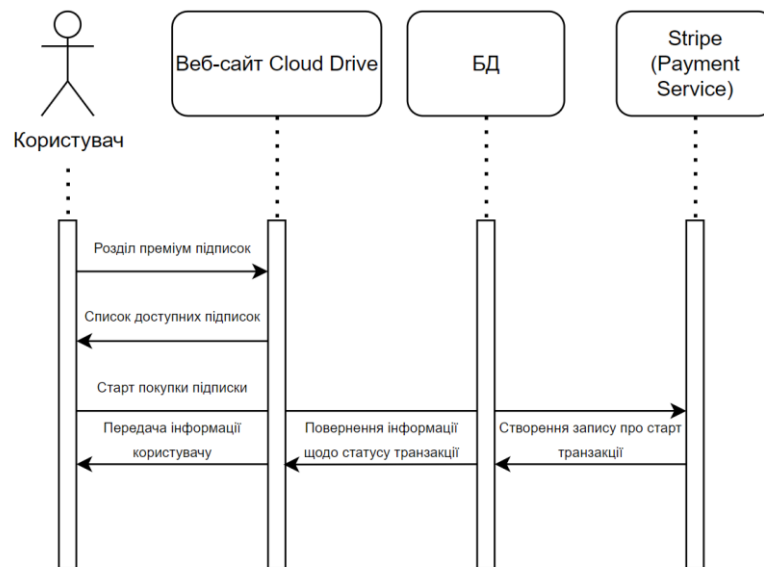 Користувач
Веб-сайт Cloud Drive
БД
Stripe
(Payment
Service)
Розділ преміум підписок
Список доступних підписок
Старт покупки підписки
Передача інформації
користувачу
Повернення інформації
щодо статусу транзакції
Створення запису про старт
транзакції